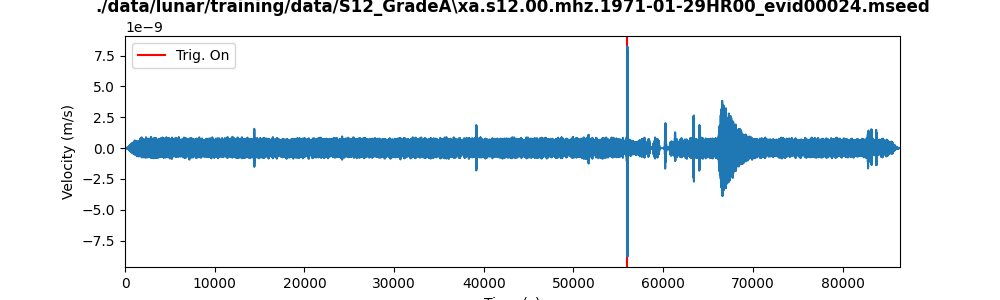 ./data/lunar/training/data/S12_GradeA\xa.s12.00.mhz.1971-01-29HR00_evid00024.mseed
1e−9
Trig. On
7.5
5.0
2.5
0.0
−2.5
−5.0
−7.5
Velocity (m/s)
0 10000 20000 30000 40000 50000 60000 70000 80000